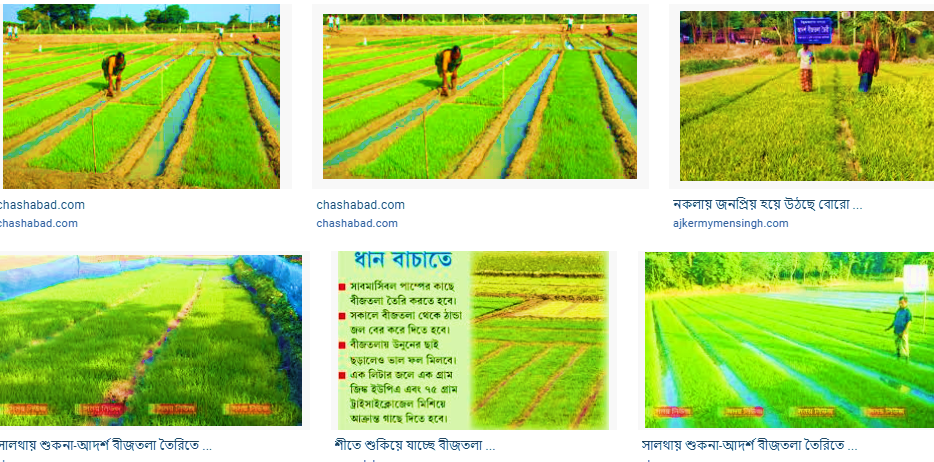 chashabad.com
chashabad.com
chashabad.com
chashabad.com
নকলায় জনপ্রিয় হয়ে উঠছে বোরো ...
ajkermymensingh.com
ধান বাঁচাতে
সাবমার্সিবল পাম্পের কাছে
বীজতলা তৈরি করতে হবে।
সকালে বীজতলা থেকে ঠান্ডা
জল বের করে দিতে হবে।
বীজতলায় উনুনের ছাই
ছড়ালেও ভাল ফল মিলবে।
এক লিটার জলে এক গ্রাম
জিঙ্ক ইডিপিএ এবং ৭৫ গ্রাম
ট্রাইসাইক্লোজেল মিশিয়ে
আক্রান্ত গাছে দিতে হবে।
সালথায় শুকনা-আদর্শ বীজতলা তৈরিতে ...
শীতে শুকিয়ে যাচ্ছে বীজতলা ...
সালথায় শুকনা-আদর্শ বীজতলা তৈরিতে ...